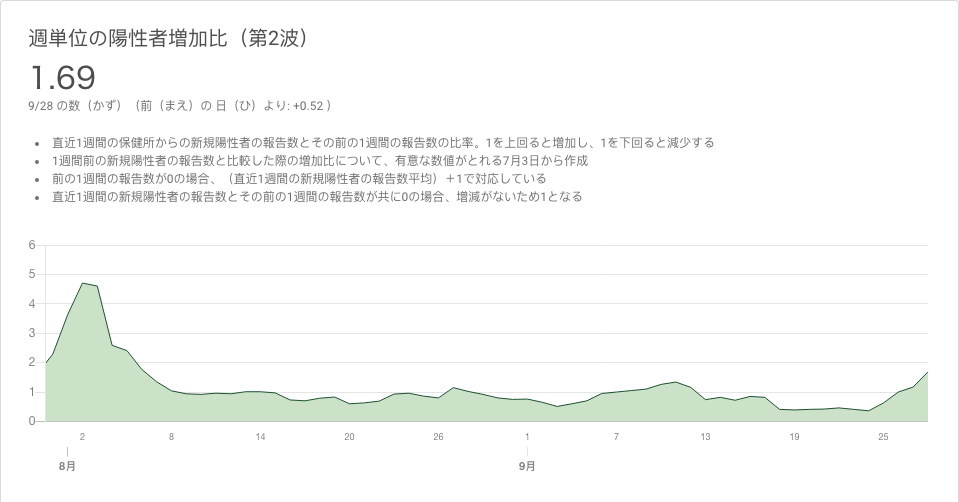 週単位の陽性者増加比（第2波）
1.69
9/28 の数（かず）（前（まえ）の 日（ひ）より: +0.52 ）
• 直近1週間の保健所からの新規陽性者の報告数とその前の1週間の報告数の比率。1を上回ると増加し、1を下回ると減少する
• 1週間前の新規陽性者の報告数と比較した際の増加比について、有意な数値がとれる7月3日から作成
• 前の1週間の報告数が0の場合、（直近1週間の新規陽性者の報告数平均）＋1で対応している
• 直近1週間の新規陽性者の報告数とその前の1週間の報告数が共に0の場合、増減がないため1となる
6
5
4
3
2
1
0
2 8 14 20 26 1 7 13 19 25
8月 9月